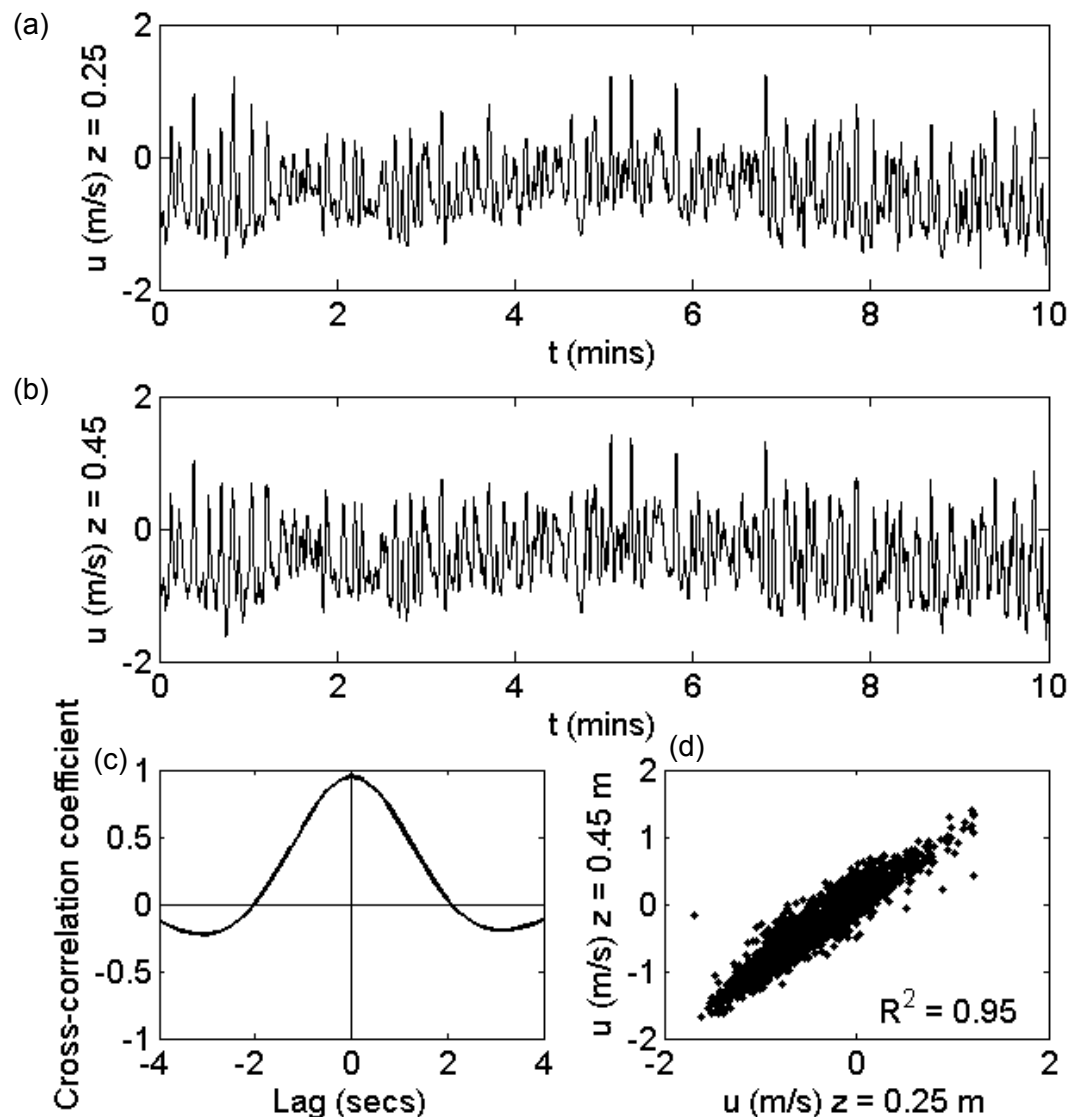 (a)
u (m/s) z = 0.25
2
0
-2
0 2 4 6 8 10
t (mins)
(b)
u (m/s) z = 0.45
2
0
-2
0 2 4 6 8 10
t (mins)
(c)
Cross-correlation coefficient
1
0.5
0
-0.5
-1
-4 -2 0 2 4
Lag (secs)
(d)
u (m/s) z = 0.45 m
2
1
0
-1
-2
R² = 0.95
-2 0 2
u (m/s) z = 0.25 m